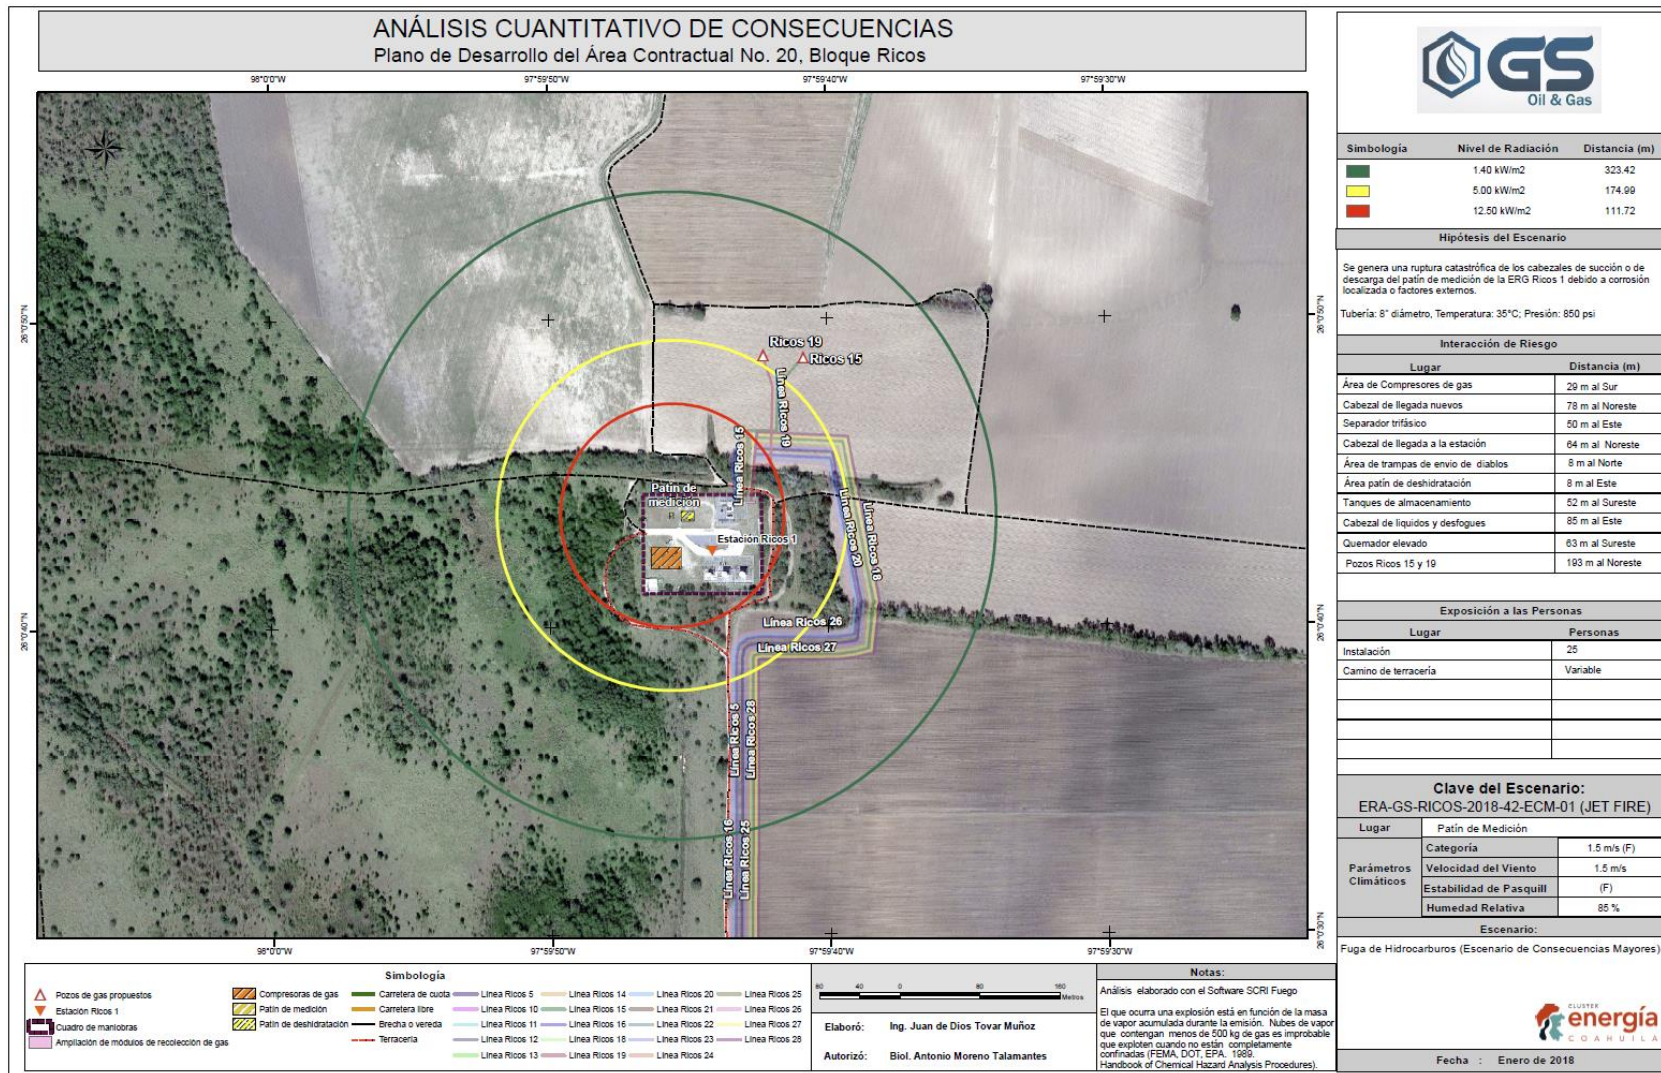 ANÁLISIS CUANTITATIVO DE CONSECUENCIAS
Plano de Desarrollo del Área Contractual No. 20, Bloque Ricos
98°0'0"W
97°59'50"W
97°59'40"W
97°59'30"W
26°0'50"N
26°0'50"N
26°0'40"N
26°0'40"N
26°0'30"N
98°0'0"W
97°59'50"W
97°59'40"W
97°59'30"W
Ricos 19
Ricos 15
Línea Ricos 19
Línea Ricos 15
Patín de
medición
Estación Ricos 1
Línea Ricos 20
Línea Ricos 18
Línea Ricos 26
Línea Ricos 27
Línea Ricos 5
Línea Ricos 28
Línea Ricos 16
Línea Ricos 25
GS
Oil & Gas
Simbología Nivel de Radiación Distancia (m)
1.40 kW/m2 323.42
5.00 kW/m2 174.99
12.50 kW/m2 111.72
Hipótesis del Escenario
Se genera una ruptura catastrófica de los cabezales de succión o de
descarga del patín de medición de la ERG Ricos 1 debido a corrosión
localizada o factores externos.
Tubería: 8" diámetro, Temperatura: 35°C; Presión: 850 psi
Interacción de Riesgo
Lugar Distancia (m)
Área de Compresores de gas 29 m al Sur
Cabezal de llegada nuevos 78 m al Noreste
Separador trifásico 50 m al Este
Cabezal de llegada a la estación 64 m al Noreste
Área de trampas de envio de diablos 8 m al Norte
Área patín de deshidratación 8 m al Este
Tanques de almacenamiento 52 m al Sureste
Cabezal de liquidos y desfogues 85 m al Este
Quemador elevado 63 m al Sureste
Pozos Ricos 15 y 19 193 m al Noreste
Exposición a las Personas
Lugar Personas
Instalación 25
Camino de terracería Variable
Clave del Escenario:
ERA-GS-RICOS-2018-42-ECM-01 (JET FIRE)
Lugar Patín de Medición
Parámetros Climáticos
Categoría 1.5 m/s (F)
Velocidad del Viento 1.5 m/s
Estabilidad de Pasquill (F)
Humedad Relativa 85 %
Escenario:
Fuga de Hidrocarburos (Escenario de Consecuencias Mayores)
CLUSTER
energía
COAHUILA
Fecha : Enero de 2018
Simbología
Pozos de gas propuestos
Estación Ricos 1
Cuadro de maniobras
Ampliación de módulos de recolección de gas
Compresoras de gas
Patín de medición
Patín de deshidratación
Carretera de cuota
Carretera libre
Brecha o vereda
Terracería
Línea Ricos 5
Línea Ricos 10
Línea Ricos 11
Línea Ricos 12
Línea Ricos 13
Línea Ricos 14
Línea Ricos 15
Línea Ricos 16
Línea Ricos 18
Línea Ricos 19
Línea Ricos 20
Línea Ricos 21
Línea Ricos 22
Línea Ricos 23
Línea Ricos 24
Línea Ricos 25
Línea Ricos 26
Línea Ricos 27
Línea Ricos 28
80 40 0 80 160
Metros
Elaboró: Ing. Juan de Dios Tovar Muñoz
Autorizó: Biol. Antonio Moreno Talamantes
Notas:
Análisis elaborado con el Software SCRI Fuego
El que ocurra una explosión está en función de la masa
de vapor acumulada durante la emisión. Nubes de vapor
que contengan menos de 500 kg de gas es improbable
que exploten cuando no están completamente
confinadas (FEMA, DOT, EPA. 1989.
Handbook of Chemical Hazard Analysis Procedures).